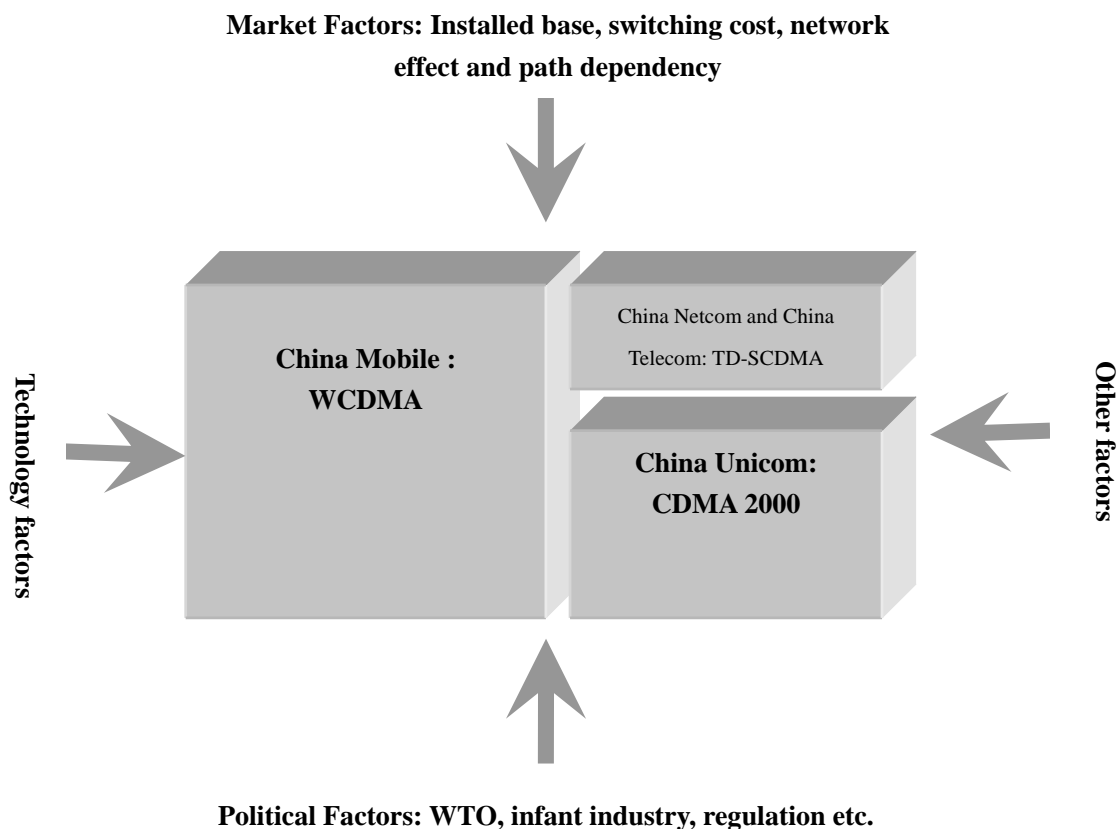 Market Factors: Installed base, switching cost, network
effect and path dependency
China Mobile :
WCDMA
China Netcom and China
Telecom: TD-SCDMA
China Unicom:
CDMA 2000
Technology factors
Other factors
Political Factors: WTO, infant industry, regulation etc.